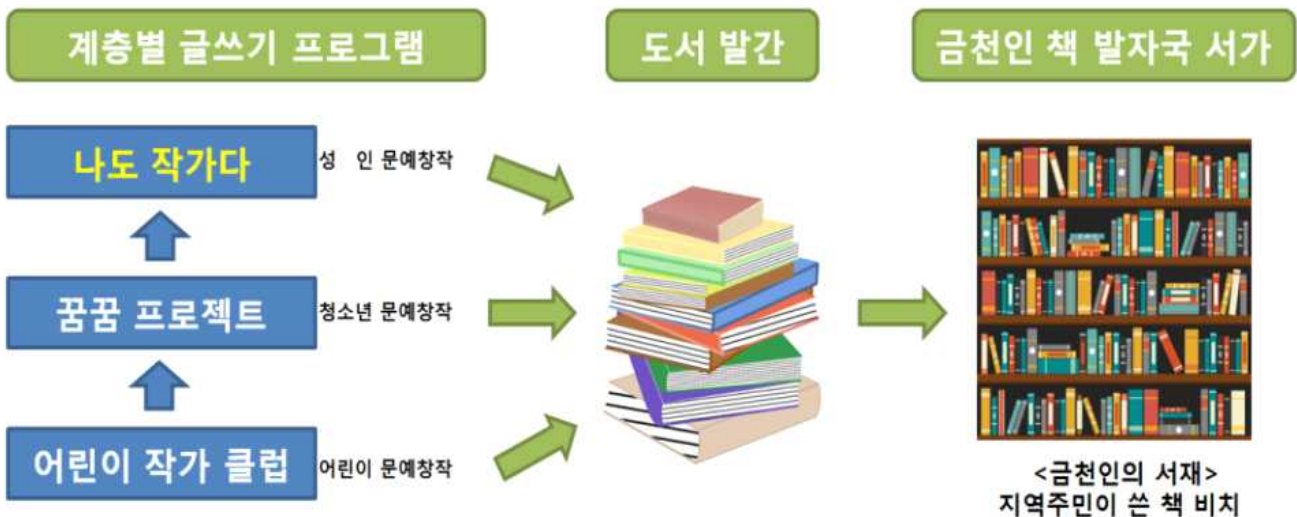 계층별 글쓰기 프로그램
도서 발간
금천인 책 발자국 서가
나도 작가다
성 인 문예창작
꿈꿈 프로젝트
청소년 문예창작
어린이 작가 클럽
어린이 문예창작
<금천인의 서재>
지역주민이 쓴 책 비치